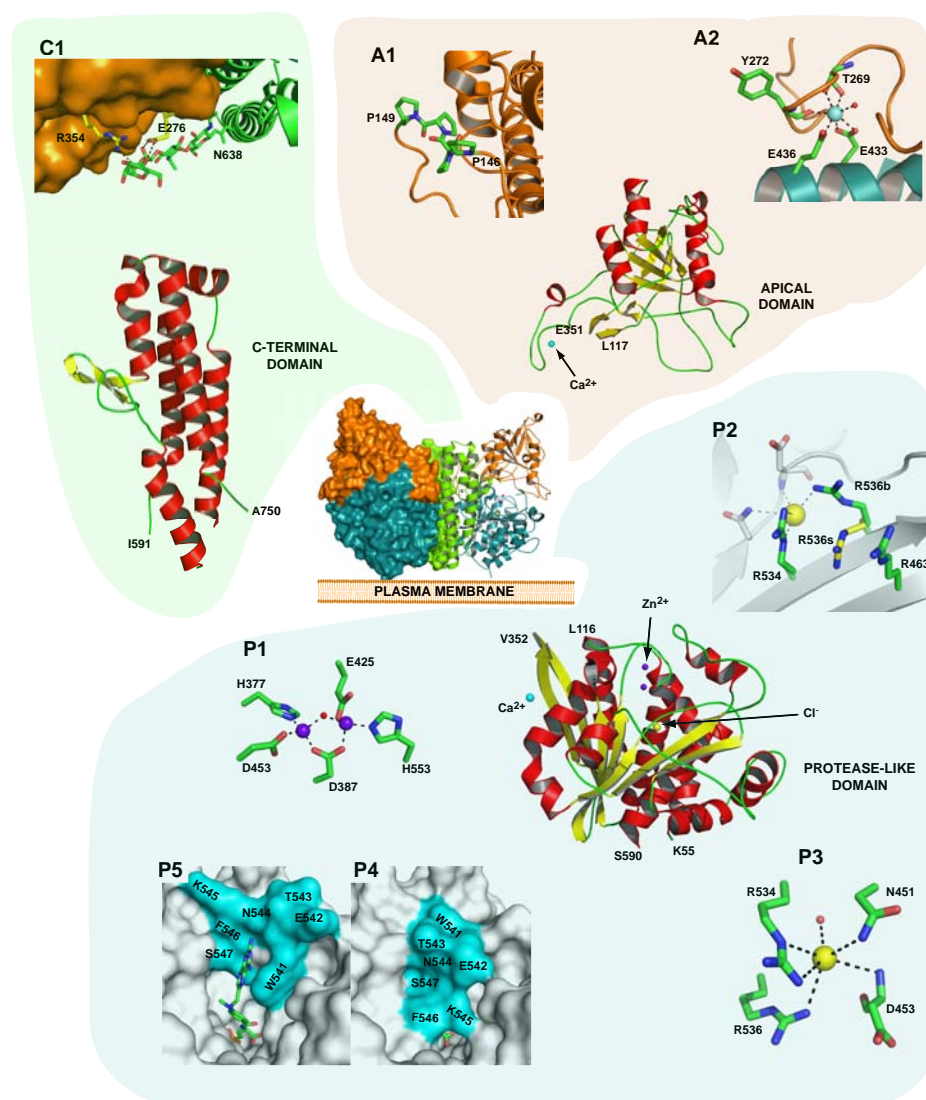 C1
R354
E276
N638
A1
P149
P146
A2
Y272
T269
E436
E433
APICAL
DOMAIN
E351
L117
Ca²⁺
C-TERMINAL
DOMAIN
I591
A750
PLASMA MEMBRANE
P2
R536b
R536s
R534
R463
P1
H377
E425
D453
D387
H553
V352
L116
Zn²⁺
Ca²⁺
Cl⁻
PROTEASE-LIKE
DOMAIN
S590
K55
P5
K545
T543
N544
E542
F546
S547
W541
P4
W541
T543
N544
E542
S547
F546
K545
P3
R534
N451
R536
D453